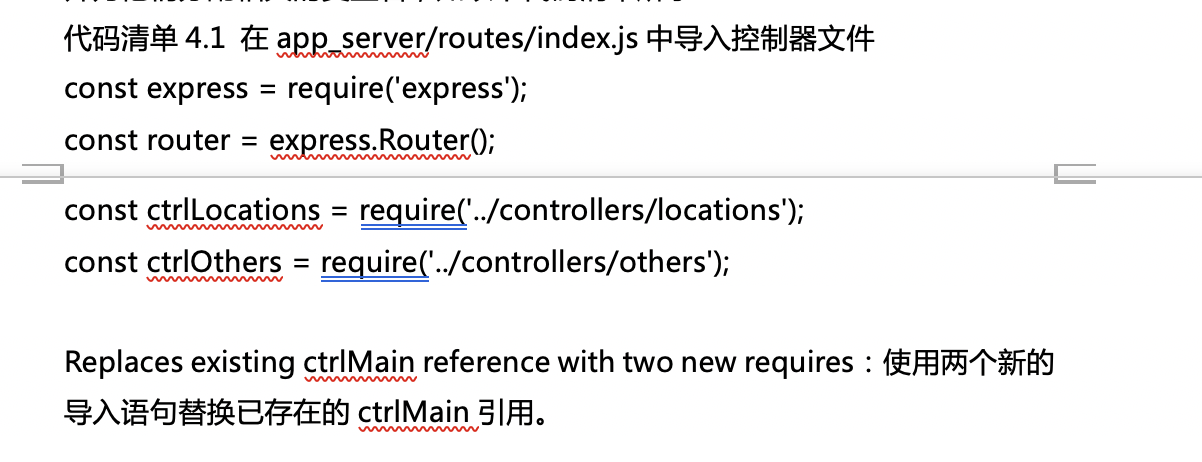 代码清单 4.1 在 app_server/routes/index.js 中导入控制器文件
const express = require('express');
const router = express.Router();
const ctrlLocations = require('../controllers/locations');
const ctrlOthers = require('../controllers/others');
Replaces existing ctrlMain reference with two new requires：使用两个新的
导入语句替换已存在的 ctrlMain 引用。